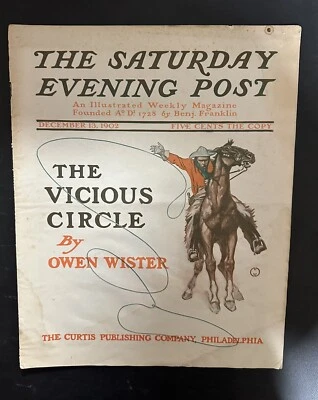 THE SATURDAY
EVENING POST
An Illustrated Weekly Magazine
Founded Aº Dⁱ 1728 by Benj. Franklin
DECEMBER 13, 1902
FIVE CENTS THE COPY
THE
VICIOUS
CIRCLE
By
OWEN WISTER
THE CURTIS PUBLISHING COMPANY, PHILADELPHIA